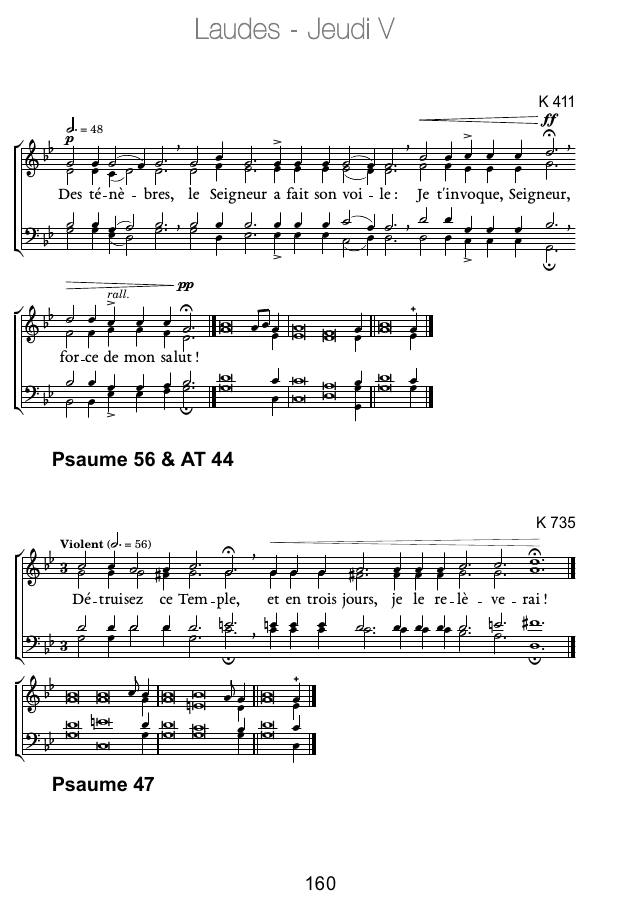 Laudes - Jeudi V
K 411
𝅗𝅥. = 48
p
ff
Des té-nè - bres, le Seigneur a fait son voi - le : Je t'invoque, Seigneur,
rall.
pp
for-ce de mon salut !
Psaume 56 & AT 44
K 735
Violent (𝅗𝅥. = 56)
3
Dé-truisez ce Tem-ple, et en trois jours, je le re-lè - ve - rai !
3
Psaume 47
160